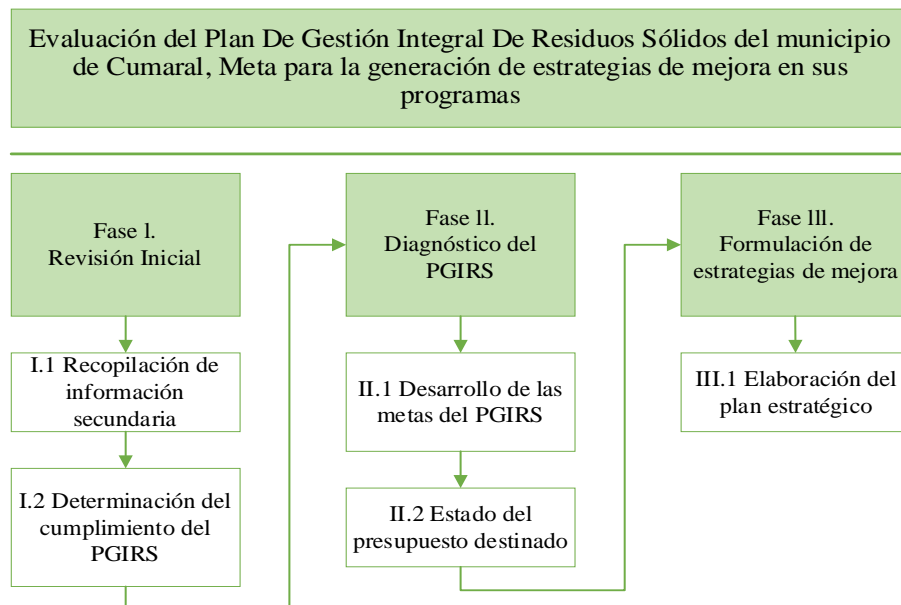 Evaluación del Plan De Gestión Integral De Residuos Sólidos del municipio
de Cumaral, Meta para la generación de estrategias de mejora en sus
programas
Fase l.
Revisión Inicial
I.1 Recopilación de
información
secundaria
I.2 Determinación del
cumplimiento del
PGIRS
Fase ll.
Diagnóstico del
PGIRS
II.1 Desarrollo de las
metas del PGIRS
II.2 Estado del
presupuesto destinado
Fase lll.
Formulación de
estrategias de mejora
III.1 Elaboración del
plan estratégico